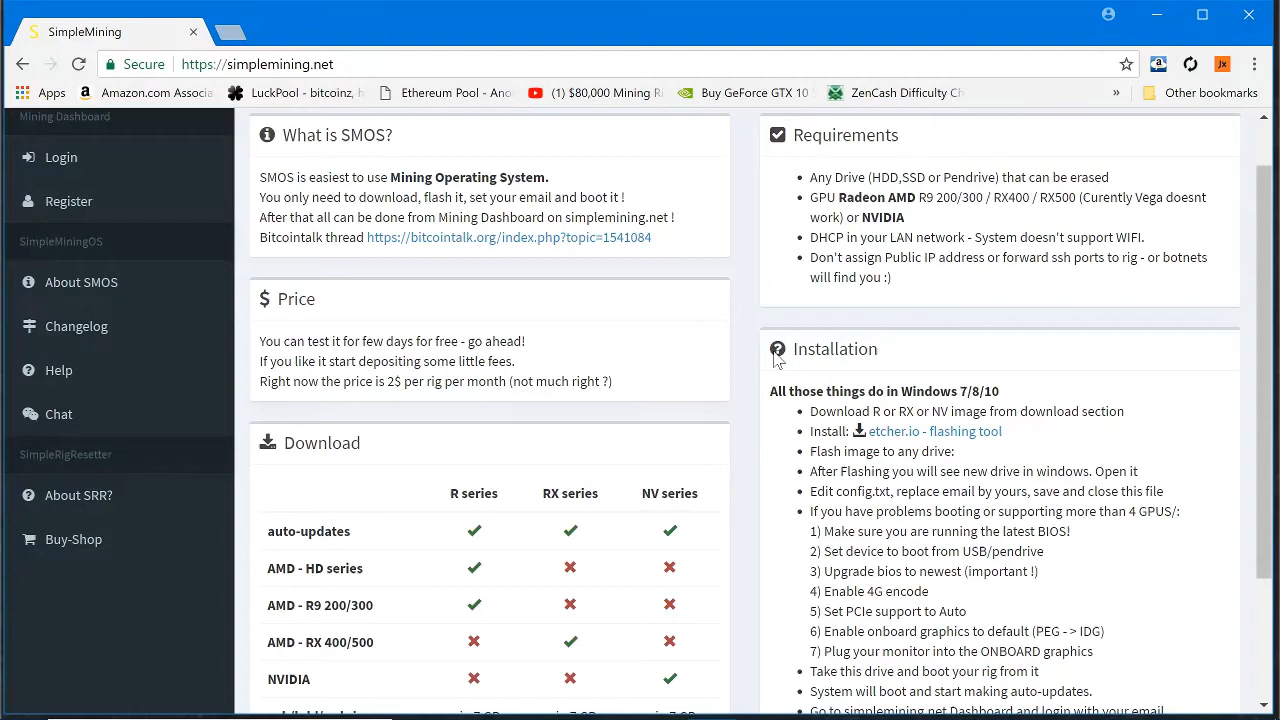 SimpleMining
Secure https://simplemining.net
Apps Amazon.com Associa LuckPool - bitcoinz, h Ethereum Pool - Ano (1) $80,000 Mining R Buy GeForce GTX 10 ZenCash Difficulty Ch » Other bookmarks
Mining Dashboard
Login
Register
SimpleMiningOS
About SMOS
Changelog
Help
Chat
SimpleRigResetter
About SRR?
Buy-Shop
What is SMOS?
SMOS is easiest to use Mining Operating System.
You only need to download, flash it, set your email and boot it !
After that all can be done from Mining Dashboard on simplemining.net !
Bitcointalk thread https://bitcointalk.org/index.php?topic=1541084
$ Price
You can test it for few days for free - go ahead!
If you like it start depositing some little fees.
Right now the price is 2$ per rig per month (not much right ?)
Download
R series RX series NV series
auto-updates
AMD - HD series
AMD - R9 200/300
AMD - RX 400/500
NVIDIA
Requirements
Any Drive (HDD,SSD or Pendrive) that can be erased
GPU Radeon AMD R9 200/300 / RX400 / RX500 (Curently Vega doesnt
work) or NVIDIA
DHCP in your LAN network - System doesn't support WIFI.
Don't assign Public IP address or forward ssh ports to rig - or botnets
will find you :)
Installation
All those things do in Windows 7/8/10
Download R or RX or NV image from download section
Install: etcher.io - flashing tool
Flash image to any drive:
After Flashing you will see new drive in windows. Open it
Edit config.txt, replace email by yours, save and close this file
If you have problems booting or supporting more than 4 GPUS/:
1) Make sure you are running the latest BIOS!
2) Set device to boot from USB/pendrive
3) Upgrade bios to newest (important !)
4) Enable 4G encode
5) Set PCIe support to Auto
6) Enable onboard graphics to default (PEG -> IDG)
7) Plug your monitor into the ONBOARD graphics
Take this drive and boot your rig from it
System will boot and start making auto-updates.
Go to simplemining.net Dashboard and login with your email